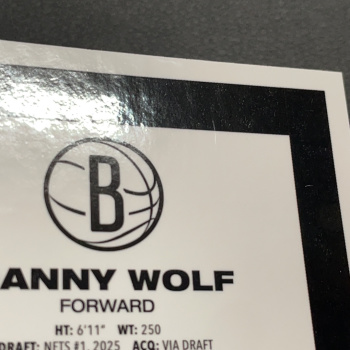 B
ANNY WOLF
FORWARD
HT: 6'11" WT: 250
DRAFT: NETS #1, 2025 ACQ: VIA DRAFT